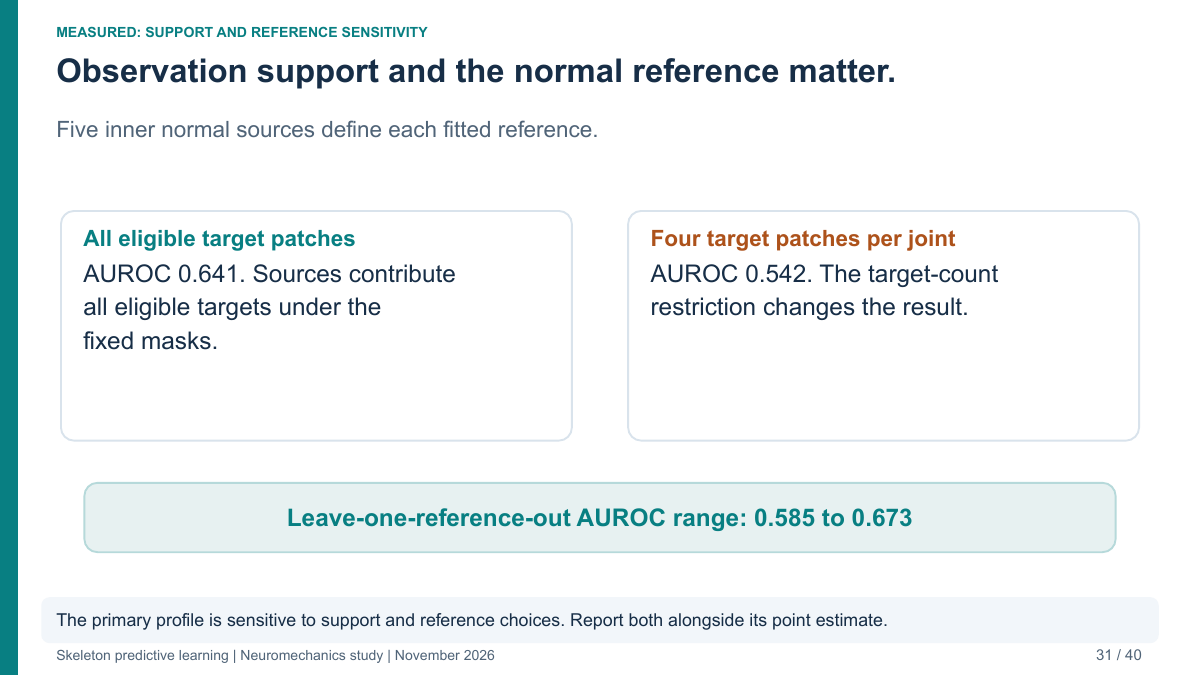 MEASURED: SUPPORT AND REFERENCE SENSITIVITY
Observation support and the normal reference matter.
Five inner normal sources define each fitted reference.
All eligible target patches
AUROC 0.641. Sources contribute
all eligible targets under the
fixed masks.
Four target patches per joint
AUROC 0.542. The target-count
restriction changes the result.
Leave-one-reference-out AUROC range: 0.585 to 0.673
The primary profile is sensitive to support and reference choices. Report both alongside its point estimate.
Skeleton predictive learning | Neuromechanics study | November 2026
31 / 40